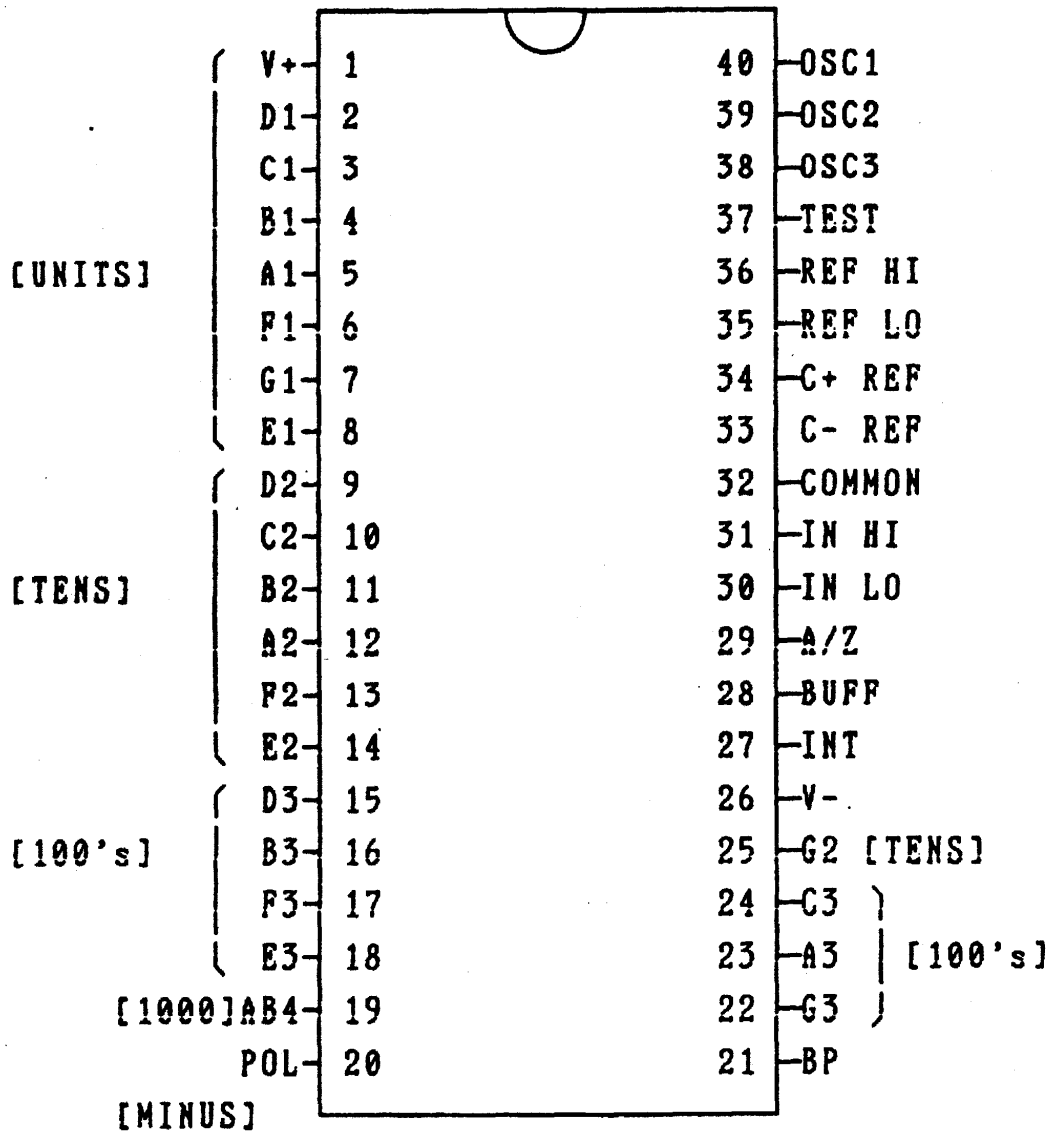 V+ 1 40 OSC1
D1 2 39 OSC2
C1 3 38 OSC3
B1 4 37 TEST
[UNITS] A1 5 36 REF HI
F1 6 35 REF LO
G1 7 34 C+ REF
E1 8 33 C- REF
D2 9 32 COMMON
C2 10 31 IN HI
[TENS] B2 11 30 IN LO
A2 12 29 A/Z
F2 13 28 BUFF
E2 14 27 INT
D3 15 26 V-
[100's] B3 16 25 G2 [TENS]
F3 17 24 C3
E3 18 23 A3 [100's]
[1000]AB4 19 22 G3
POL 20 21 BP
[MINUS]